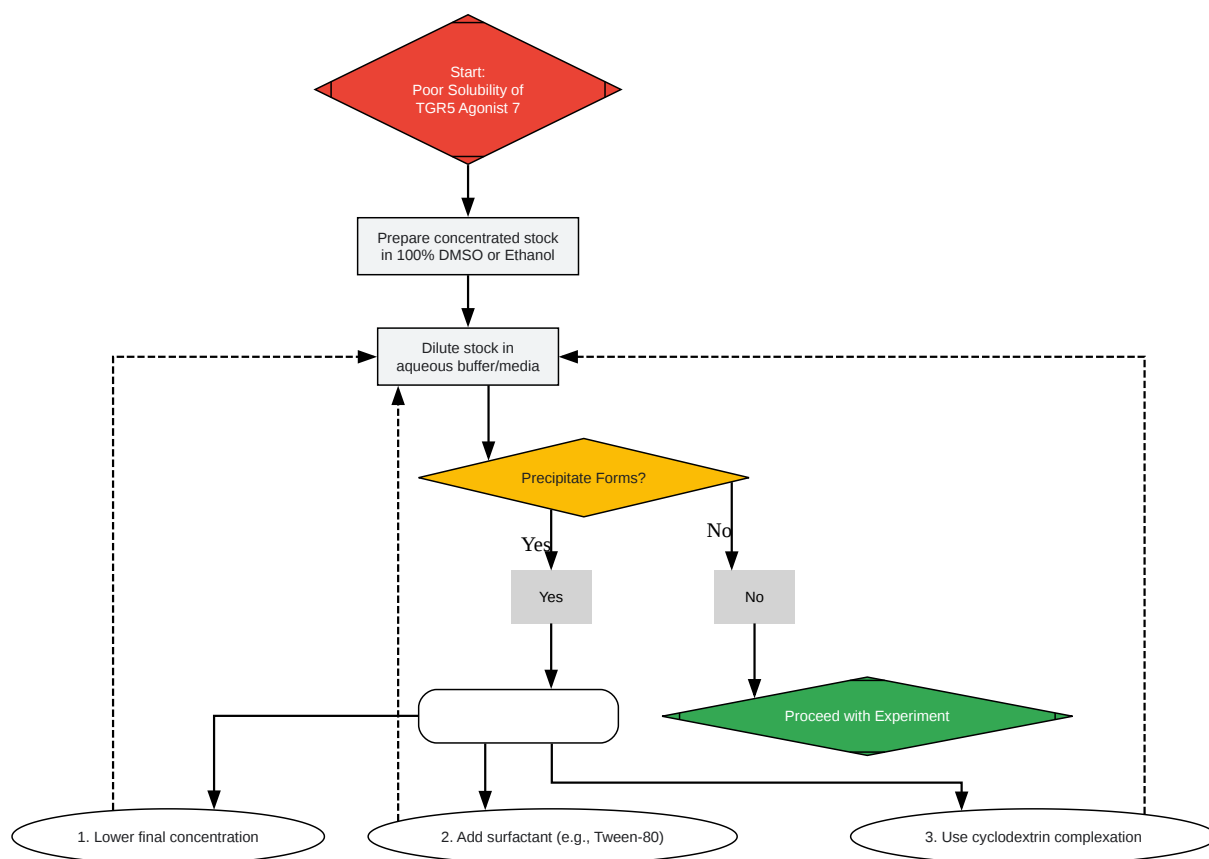 Start:
Poor Solubility of
TGR5 Agonist 7
Prepare concentrated stock
in 100% DMSO or Ethanol
Dilute stock in
aqueous buffer/media
Precipitate Forms?
Yes
No
Yes
No
Proceed with Experiment
1. Lower final concentration
2. Add surfactant (e.g., Tween-80)
3. Use cyclodextrin complexation